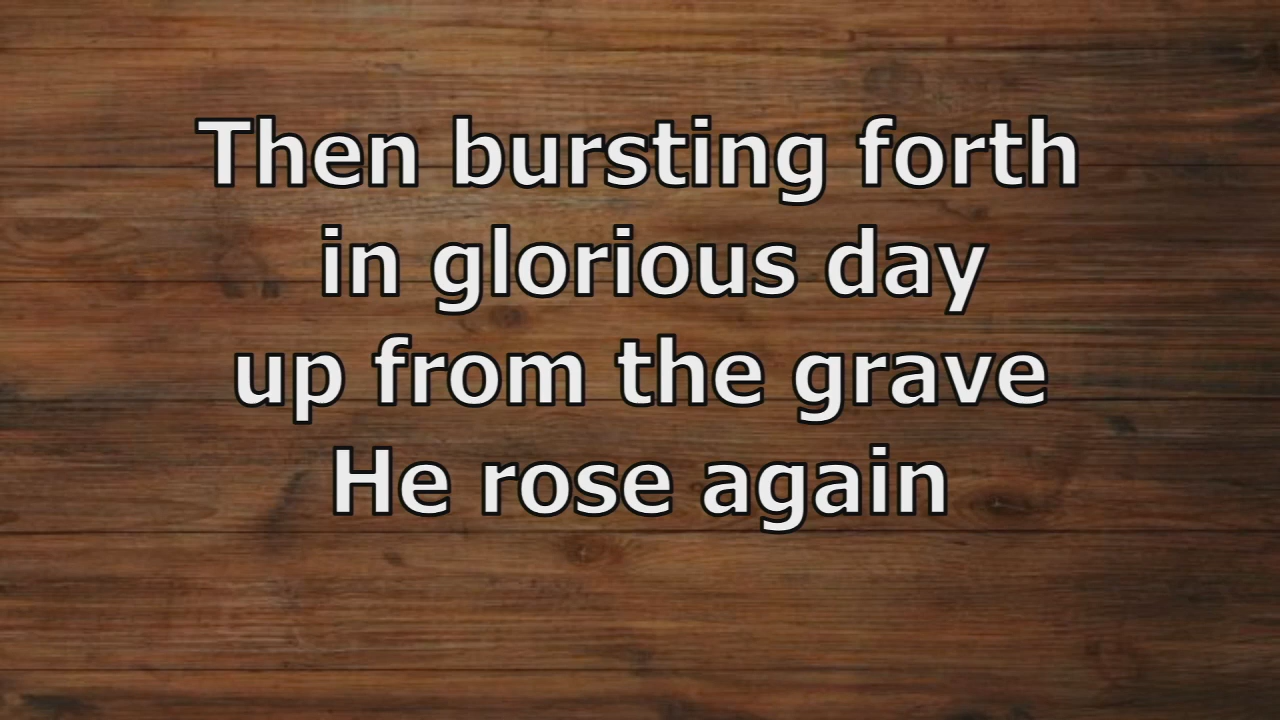 Then bursting forth
in glorious day
up from the grave
He rose again